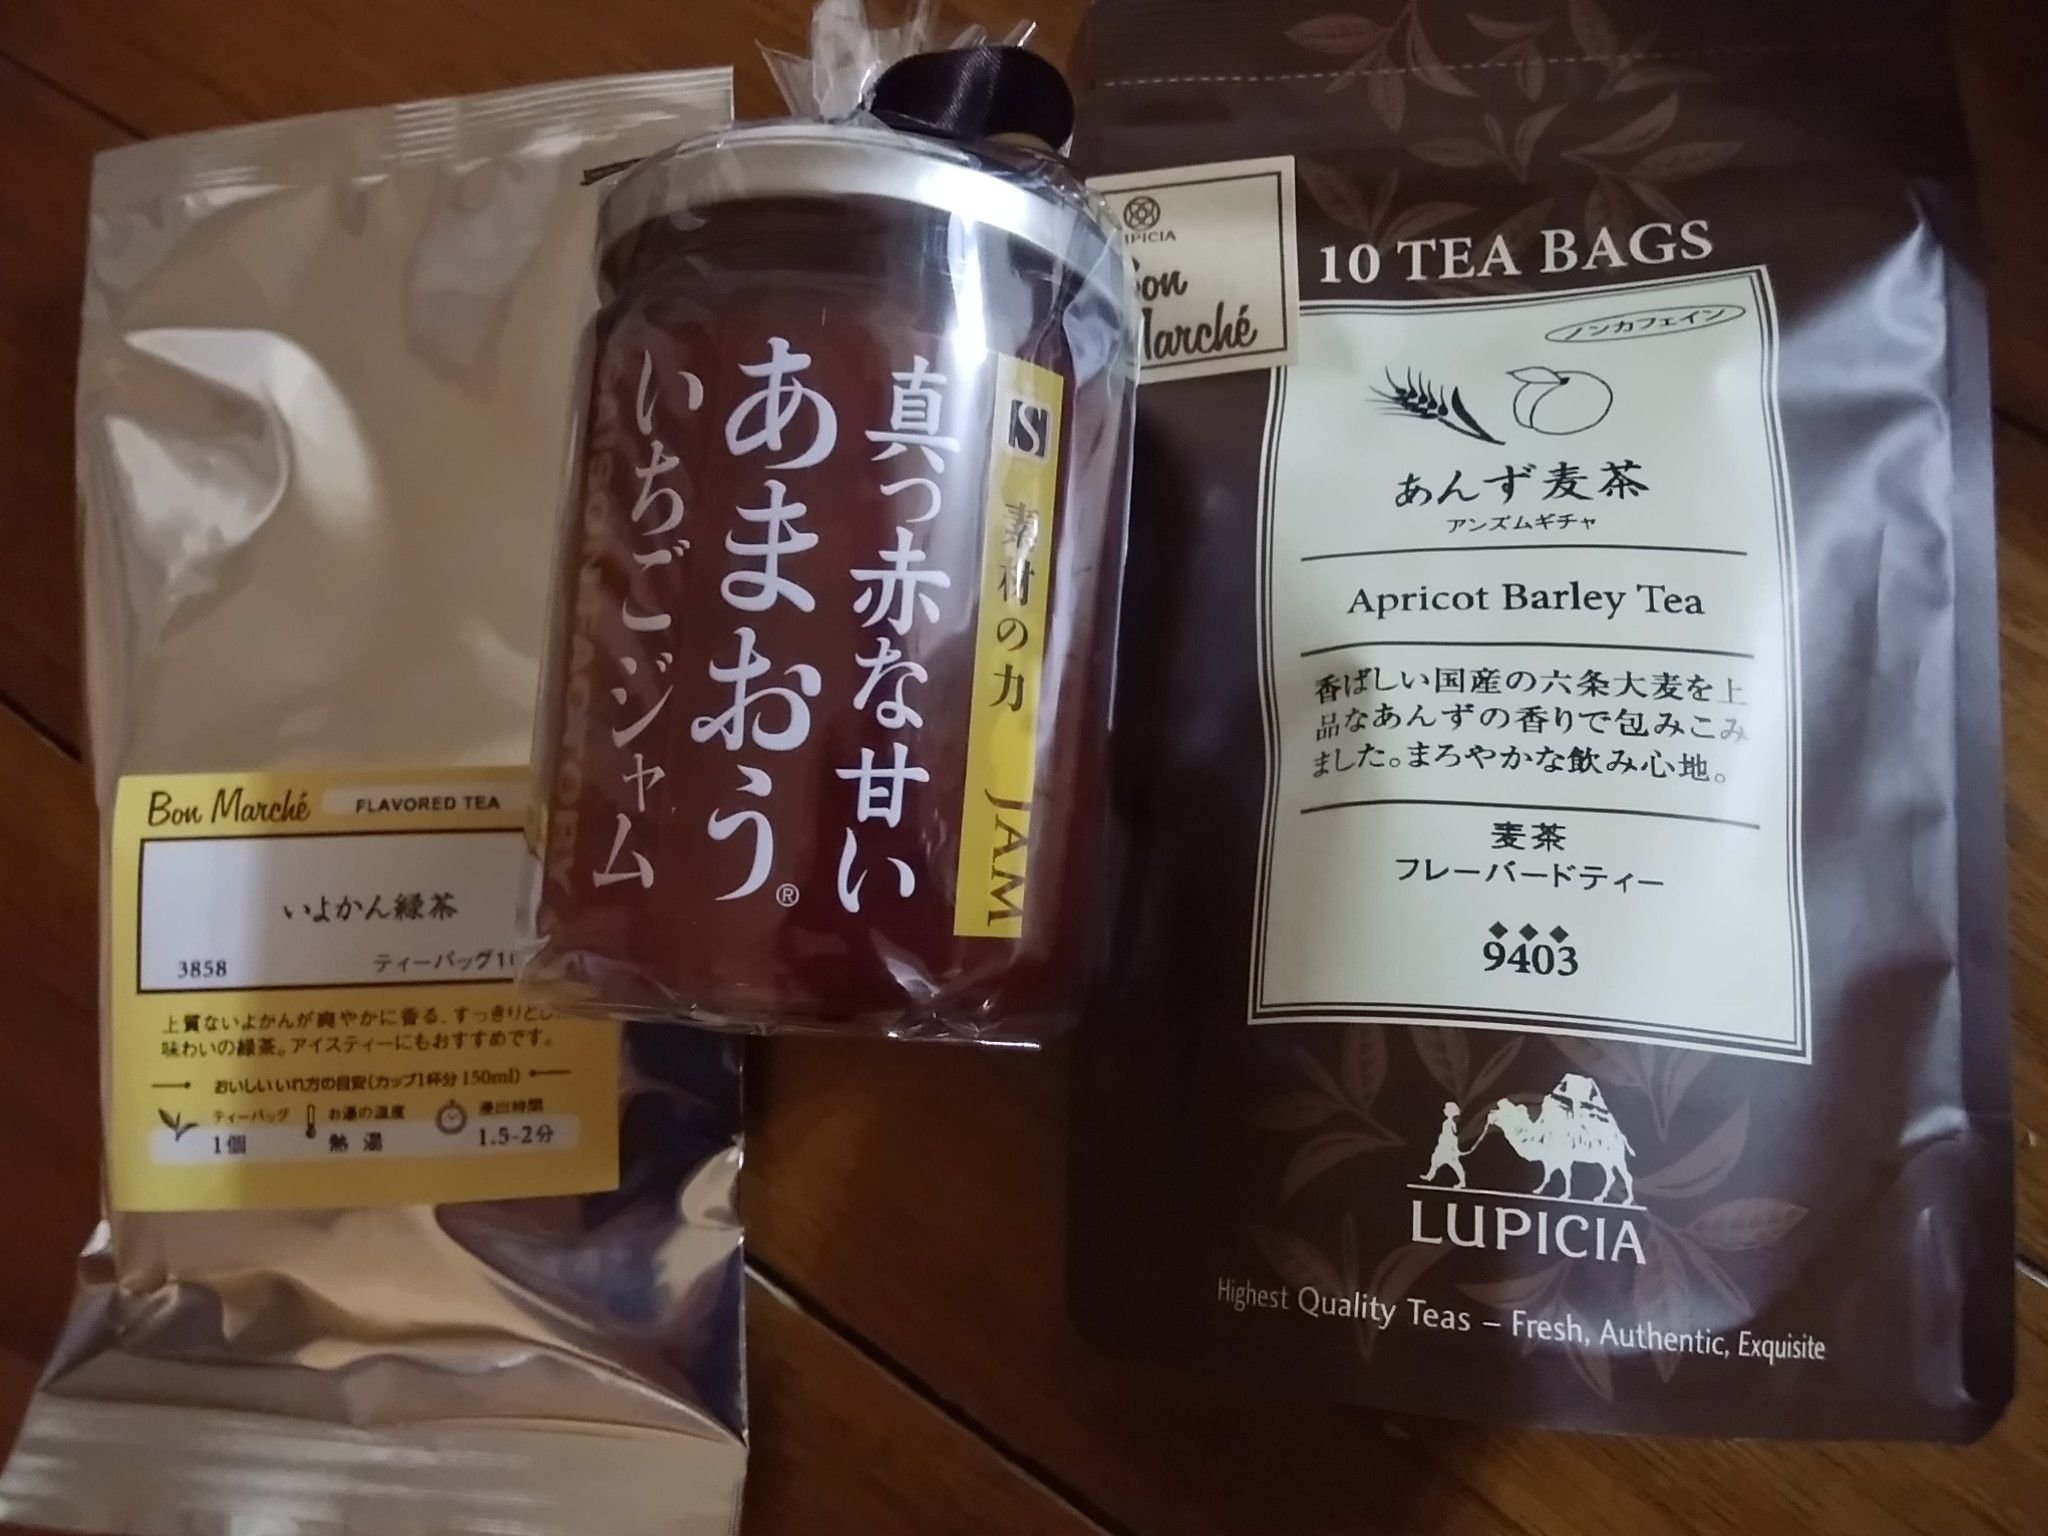 Bon Marché FLAVORED TEA
いよかん緑茶
3858 ティーバッグ
上質ないよかんが爽やかに香る、すっきりとし
味わいの緑茶。アイスティーにもおすすめです。
おいしいいれ方の目安(カップ1杯分150ml)
ティーバッグ お湯の温度 浸出時間
1個 熱湯 1.5-2分
S 素材の力 JAM
真っ赤な甘い
あまおう®
いちごジャム
FACTORY
Bon
Marché
10 TEA BAGS
ノンカフェイン
あんず麦茶
アンズムギチャ
Apricot Barley Tea
香ばしい国産の六条大麦を上
品なあんずの香りで包みこみ
ました。まろやかな飲み心地。
麦茶
フレーバードティー
9403
LUPICIA
Highest Quality Teas – Fresh, Authentic, Exquisite